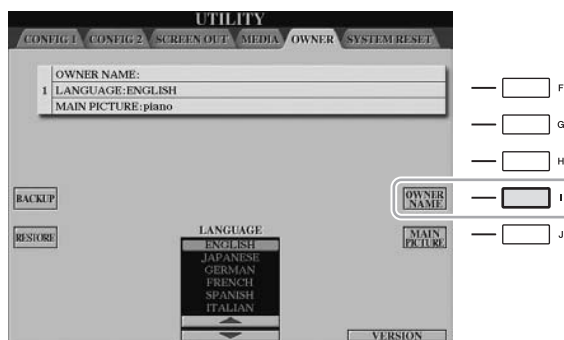 UTILITY
CONFIG 1 CONFIG 2 SCREEN OUT MEDIA OWNER SYSTEM RESET
OWNER NAME:
1 LANGUAGE:ENGLISH
MAIN PICTURE:piano
F
G
H
BACKUP
OWNER
NAME
I
RESTORE
LANGUAGE
MAIN
PICTURE
J
ENGLISH
JAPANESE
GERMAN
FRENCH
SPANISH
ITALIAN
VERSION